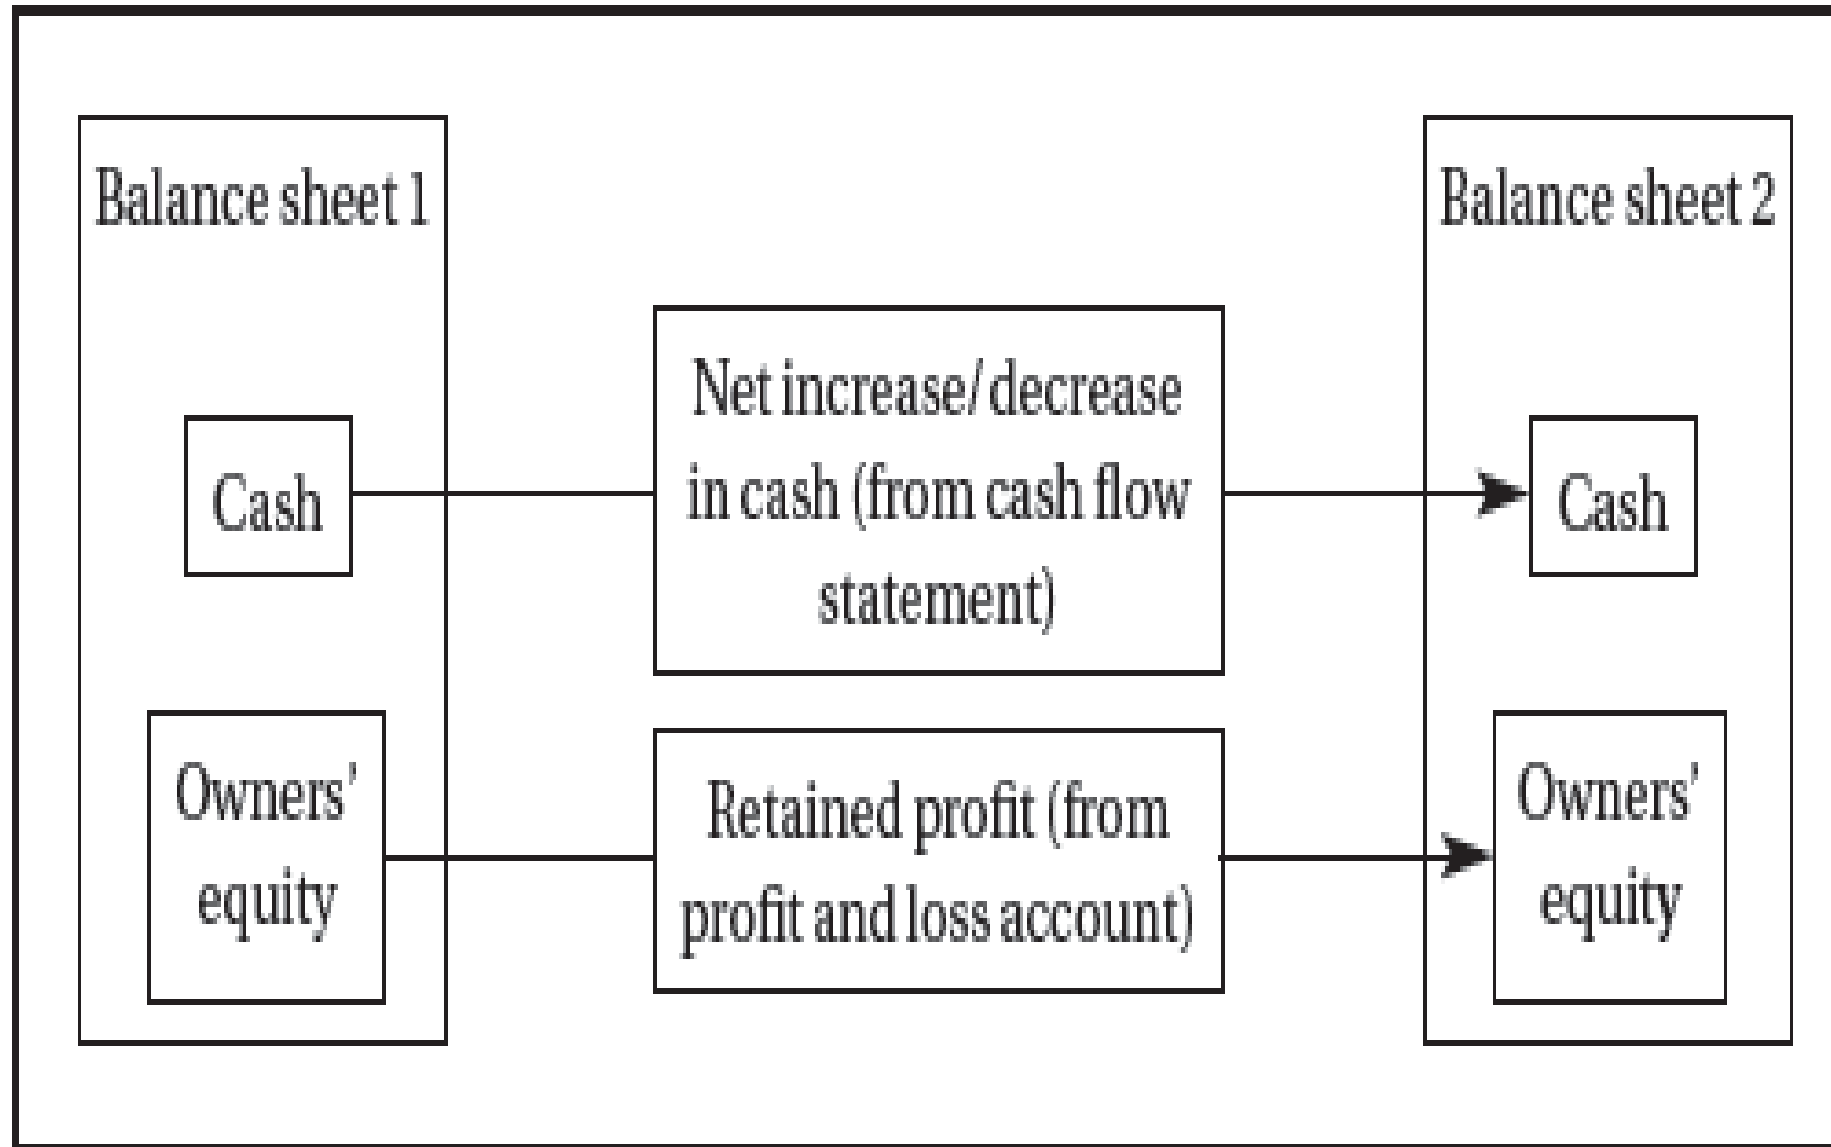 Balance sheet 1
Cash
Owners’
equity
Net increase/ decrease
in cash (from cash flow
statement)
Retained profit (from
profit and loss account)
Balance sheet 2
Cash
Owners’
equity